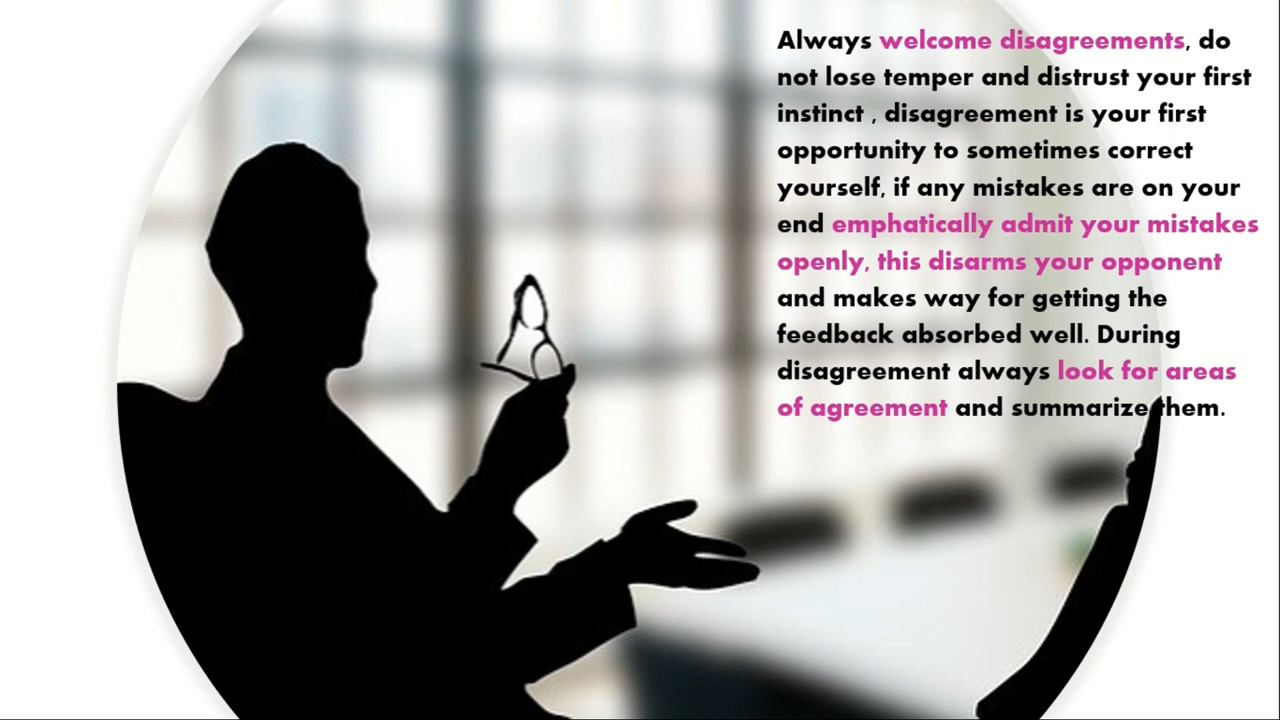 Always welcome disagreements, do
not lose temper and distrust your first
instinct , disagreement is your first
opportunity to sometimes correct
yourself, if any mistakes are on your
end emphatically admit your mistakes
openly, this disarms your opponent
and makes way for getting the
feedback absorbed well. During
disagreement always look for areas
of agreement and summarize them.